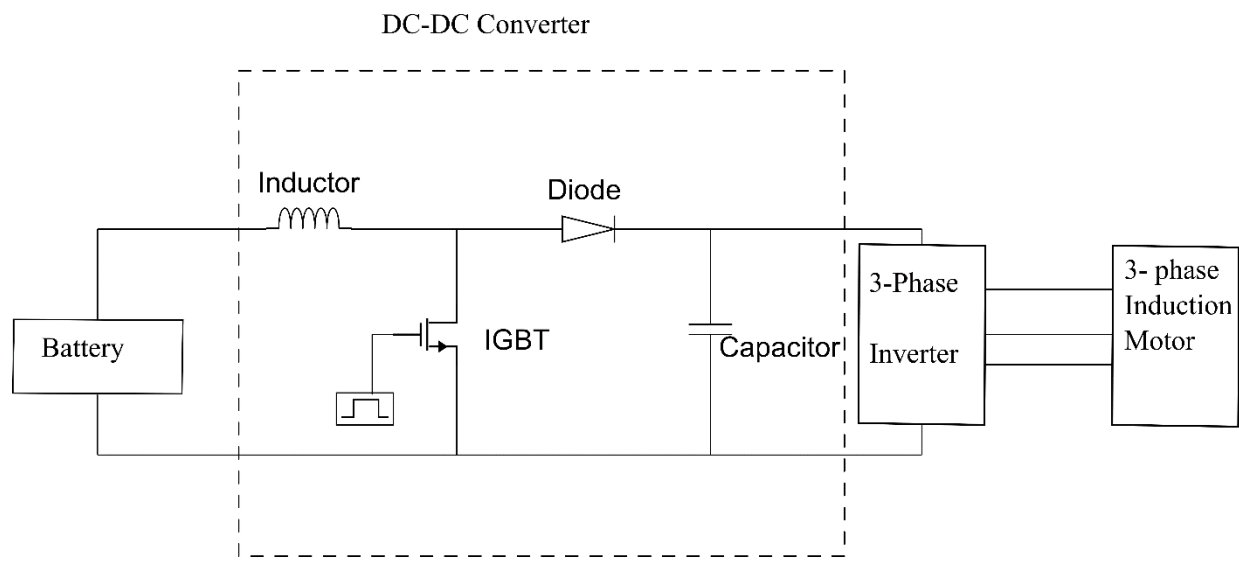 DC-DC Converter
Inductor
Diode
Battery
IGBT
Capacitor
3-Phase
Inverter
3- phase
Induction
Motor